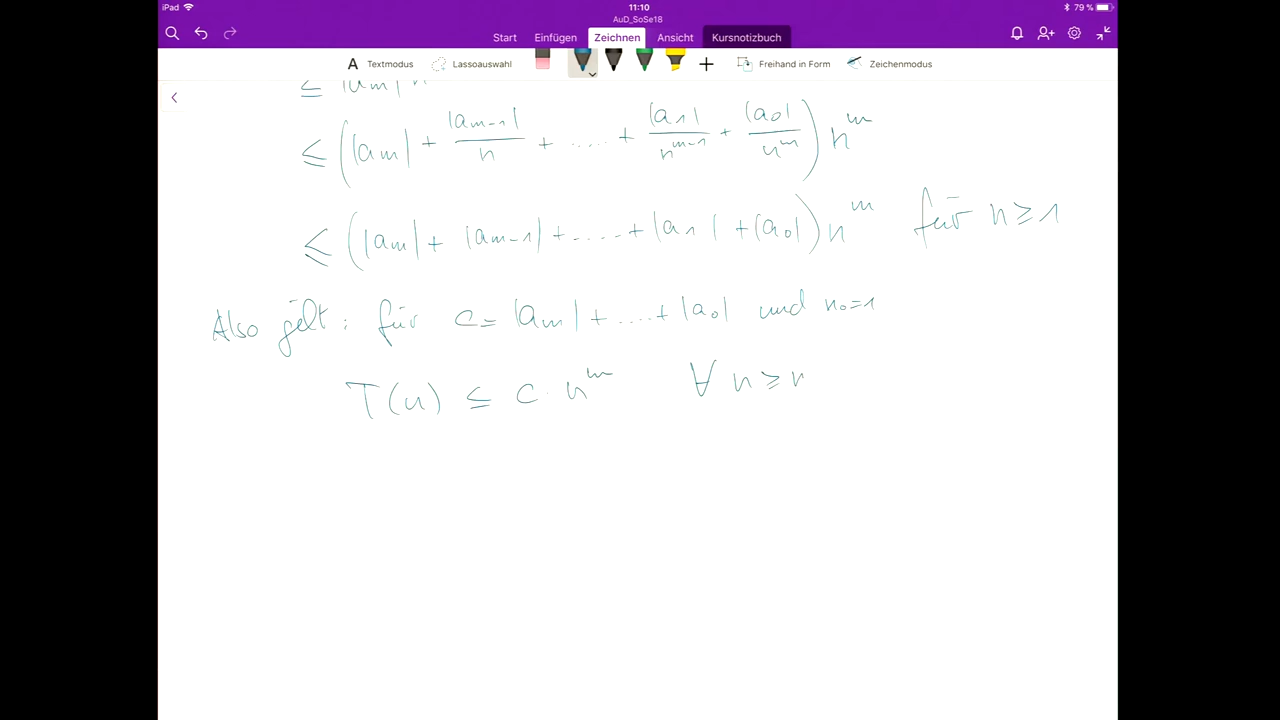 iPad 11:10 79 %
AuD_SoSe18
Start Einfügen Zeichnen Ansicht Kursnotizbuch
A Textmodus Lassoauswahl Freihand in Form Zeichenmodus
≤ |am| n
≤ (|am| + |am-1|/n + ..... + |a1|/n^(m-1) + |a0|/n^m) n^m
≤ (|am| + |am-1| + ..... + |a1| + |a0|) n^m für n ≥ 1
Also gilt: für c = |am| + .... + |a0| und n0=1
T(n) ≤ c · n^m ∀ n ≥ n